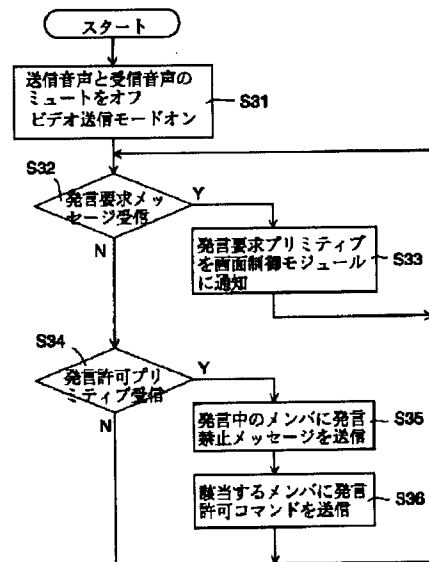 スタート
送信音声と受信音声の
ミュートをオフ
ビデオ送信モードオン
S31
S32
発言要求メッ
セージ受信
Y
N
発言要求プリミティブ
を画面制御モジュール
に通知
S33
S34
発言許可プリ
ミティブ受信
Y
N
発言中のメンバに発言
禁止メッセージを送信
S35
該当するメンバに発言
許可コマンドを送信
S36